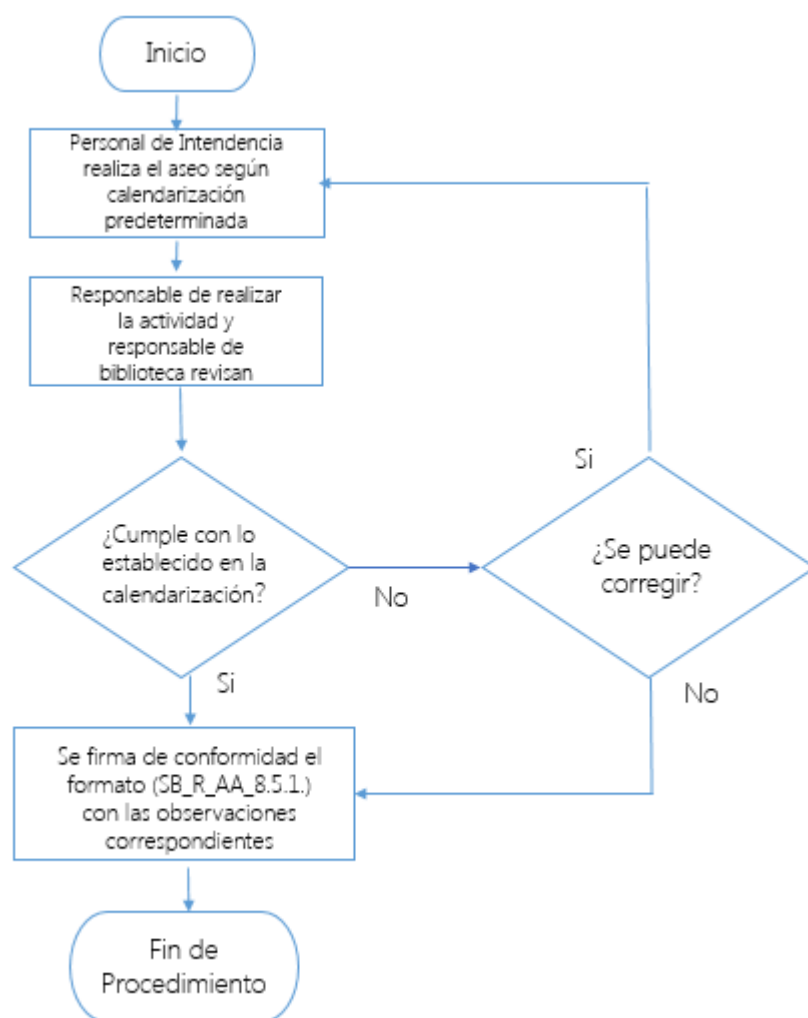 Inicio
Personal de Intendencia
realiza el aseo según
calendarización
predeterminada
Responsable de realizar
la actividad y
responsable de
biblioteca revisan
¿Cumple con lo
establecido en la
calendarización?
No
Si
¿Se puede
corregir?
Si
No
Se firma de conformidad el
formato (SB_R_AA_8.5.1.)
con las observaciones
correspondientes
Fin de
Procedimiento